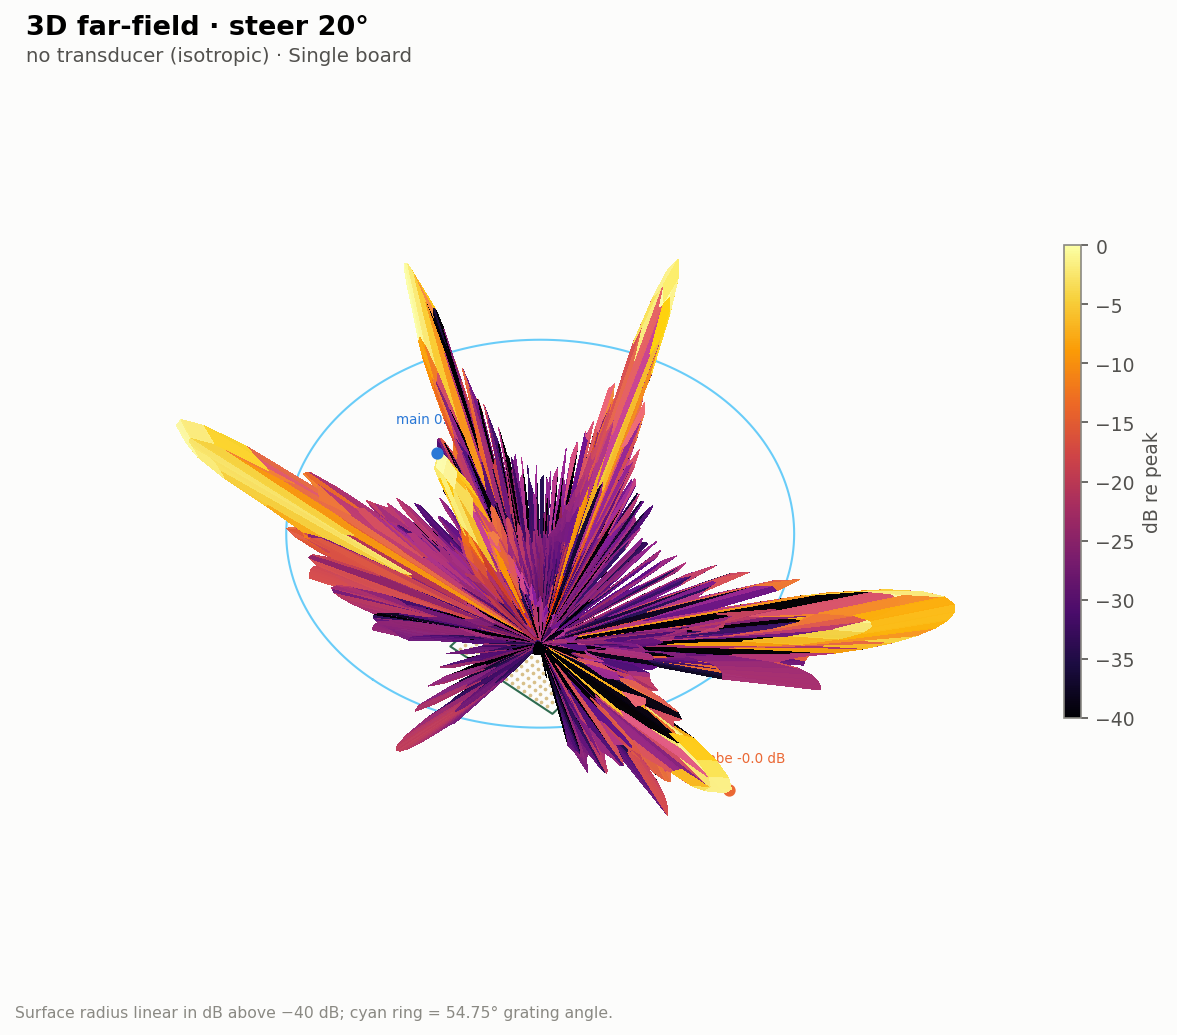 3D far-field · steer 20°
no transducer (isotropic) · Single board
main
-0.0 dB
0
−5
−10
−15
−20
−25
−30
−35
−40
dB re peak
Surface radius linear in dB above −40 dB; cyan ring = 54.75° grating angle.